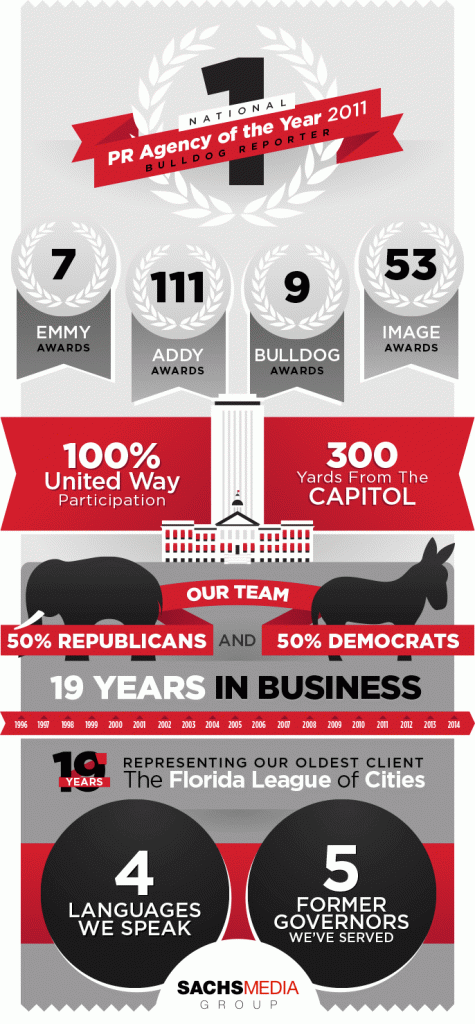 1
NATIONAL
PR Agency of the Year 2011
BULLDOG REPORTER
7
EMMY
AWARDS
111
ADDY
AWARDS
9
BULLDOG
AWARDS
53
IMAGE
AWARDS
100%
United Way
Participation
300
Yards From The
CAPITOL
OUR TEAM
50% REPUBLICANS AND 50% DEMOCRATS
19 YEARS IN BUSINESS
1996 1997 1998 1999 2000 2001 2002 2003 2004 2005 2006 2007 2008 2009 2010 2011 2012 2013 2014
19
YEARS
REPRESENTING OUR OLDEST CLIENT
The Florida League of Cities
4
LANGUAGES
WE SPEAK
5
FORMER
GOVERNORS
WE'VE SERVED
SACHSMEDIA
GROUP